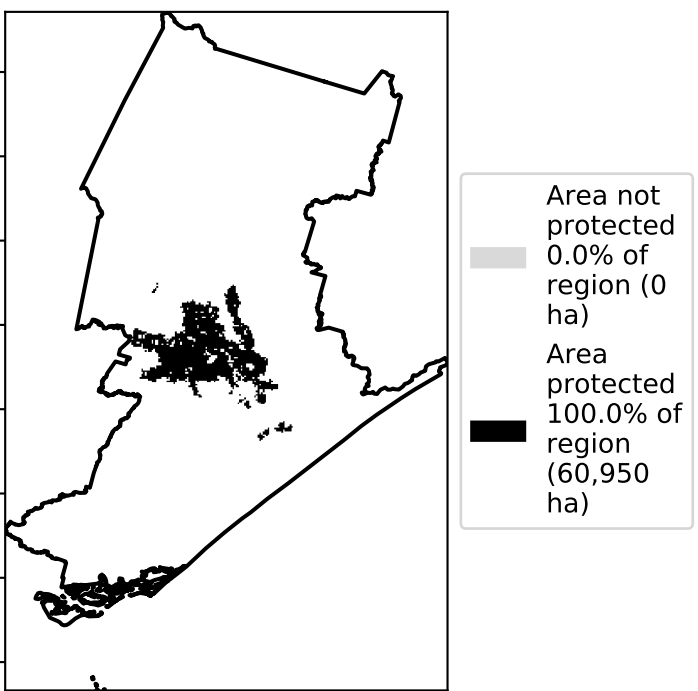 Area not
protected
0.0% of
region (0
ha)
Area
protected
100.0% of
region
(60,950
ha)